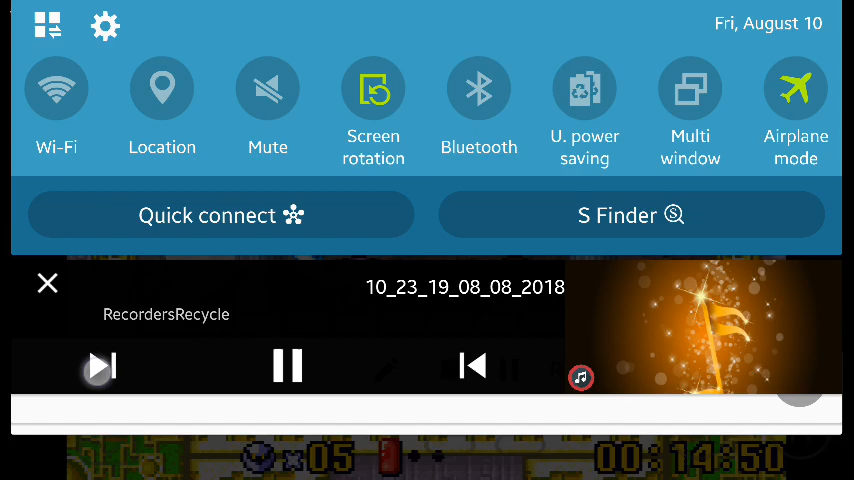 Fri, August 10
Wi-Fi
Location
Mute
Screen
rotation
Bluetooth
U. power
saving
Multi
window
Airplane
mode
Quick connect
S Finder
10_23_19_08_08_2018
RecordersRecycle
x05
00:14:50